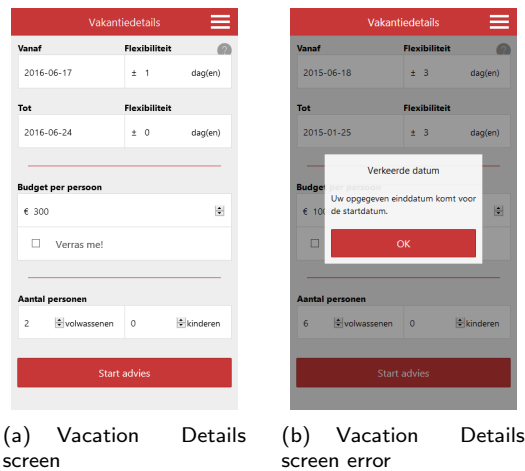 Vakantiedetails
Vanaf Flexibiliteit ?
2016-06-17 ± 1 dag(en)
Tot Flexibiliteit
2016-06-24 ± 0 dag(en)
Budget per persoon
€ 300
Verras me!
Aantal personen
2 volwassenen 0 kinderen
Start advies
(a) Vacation Details
screen
Vakantiedetails
Vanaf Flexibiliteit ?
2015-06-18 ± 3 dag(en)
Tot Flexibiliteit
2015-01-25 ± 3 dag(en)
Verkeerde datum
Uw opgegeven einddatum komt voor
de startdatum.
OK
Budget
€ 100
Aantal personen
6 volwassenen 0 kinderen
Start advies
(b) Vacation Details
screen error